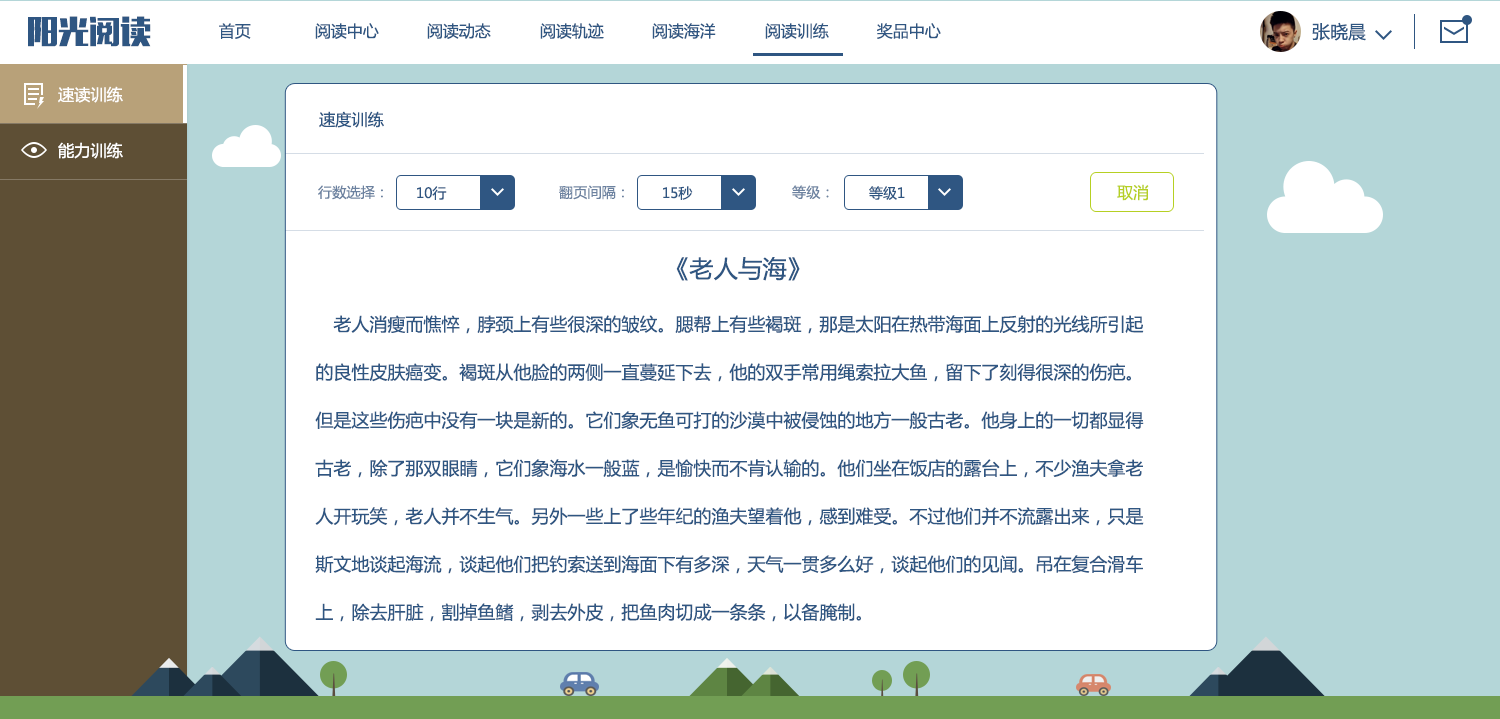 阳光阅读
首页 阅读中心 阅读动态 阅读轨迹 阅读海洋 阅读训练 奖品中心
张晓晨
速读训练
能力训练
速度训练
行数选择： 10行 翻页间隔： 15秒 等级： 等级1 取消
《老人与海》
老人消瘦而憔悴，脖颈上有些很深的皱纹。腮帮上有些褐斑，那是太阳在热带海面上反射的光线所引起
的良性皮肤癌变。褐斑从他脸的两侧一直蔓延下去，他的双手常用绳索拉大鱼，留下了刻得很深的伤疤。
但是这些伤疤中没有一块是新的。它们象无鱼可打的沙漠中被侵蚀的地方一般古老。他身上的一切都显得
古老，除了那双眼睛，它们象海水一般蓝，是愉快而不肯认输的。他们坐在饭店的露台上，不少渔夫拿老
人开玩笑，老人并不生气。另外一些上了些年纪的渔夫望着他，感到难受。不过他们并不流露出来，只是
斯文地谈起海流，谈起他们把钓索送到海面下有多深，天气一贯多么好，谈起他们的见闻。吊在复合滑车
上，除去肝脏，割掉鱼鳍，剥去外皮，把鱼肉切成一条条，以备腌制。